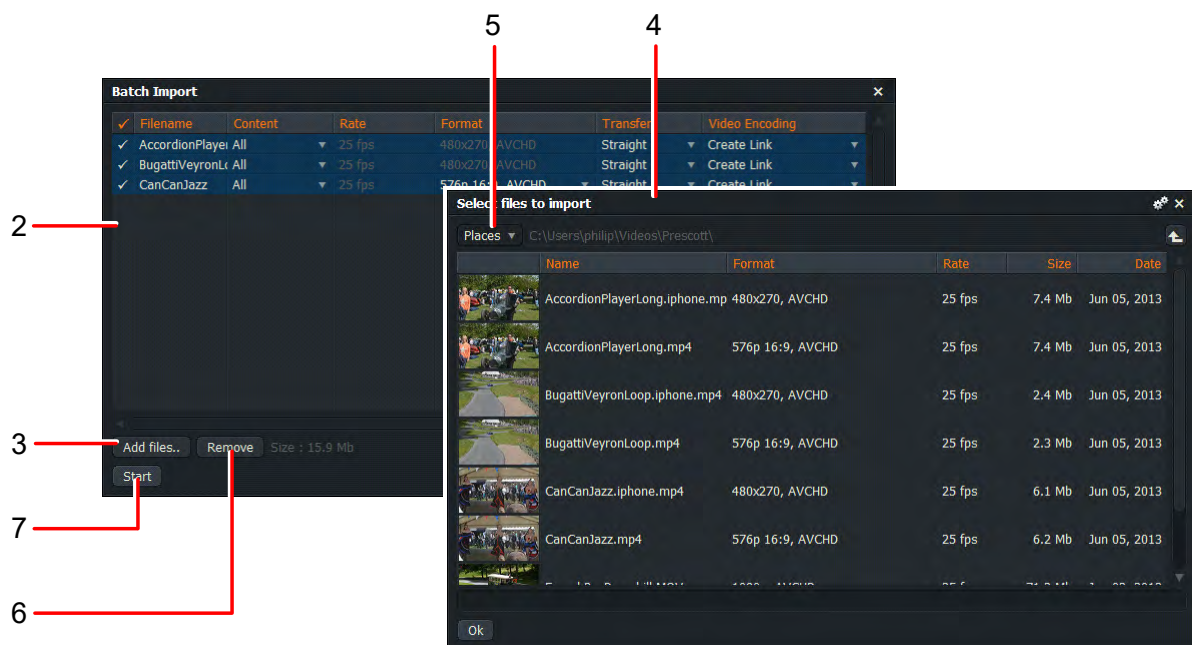 5
4
Batch Import
Filename Content Rate Format Transfer Video Encoding
AccordionPlaye All 25 fps 480x270, AVCHD Straight Create Link
BugattiVeyronLo All 25 fps 480x270, AVCHD Straight Create Link
CanCanJazz All 25 fps 576p 16:9, AVCHD Straight Create Link
2
Select files to import
Places C:\Users\philip\Videos\Prescott\
Name Format Rate Size Date
AccordionPlayerLong.iphone.mp 480x270, AVCHD 25 fps 7.4 Mb Jun 05, 2013
AccordionPlayerLong.mp4 576p 16:9, AVCHD 25 fps 7.4 Mb Jun 05, 2013
BugattiVeyronLoop.iphone.mp4 480x270, AVCHD 25 fps 2.4 Mb Jun 05, 2013
BugattiVeyronLoop.mp4 576p 16:9, AVCHD 25 fps 2.3 Mb Jun 05, 2013
CanCanJazz.iphone.mp4 480x270, AVCHD 25 fps 6.1 Mb Jun 05, 2013
CanCanJazz.mp4 576p 16:9, AVCHD 25 fps 6.2 Mb Jun 05, 2013
3
Add files.. Remove Size : 15.9 Mb
Start
7
6
Ok